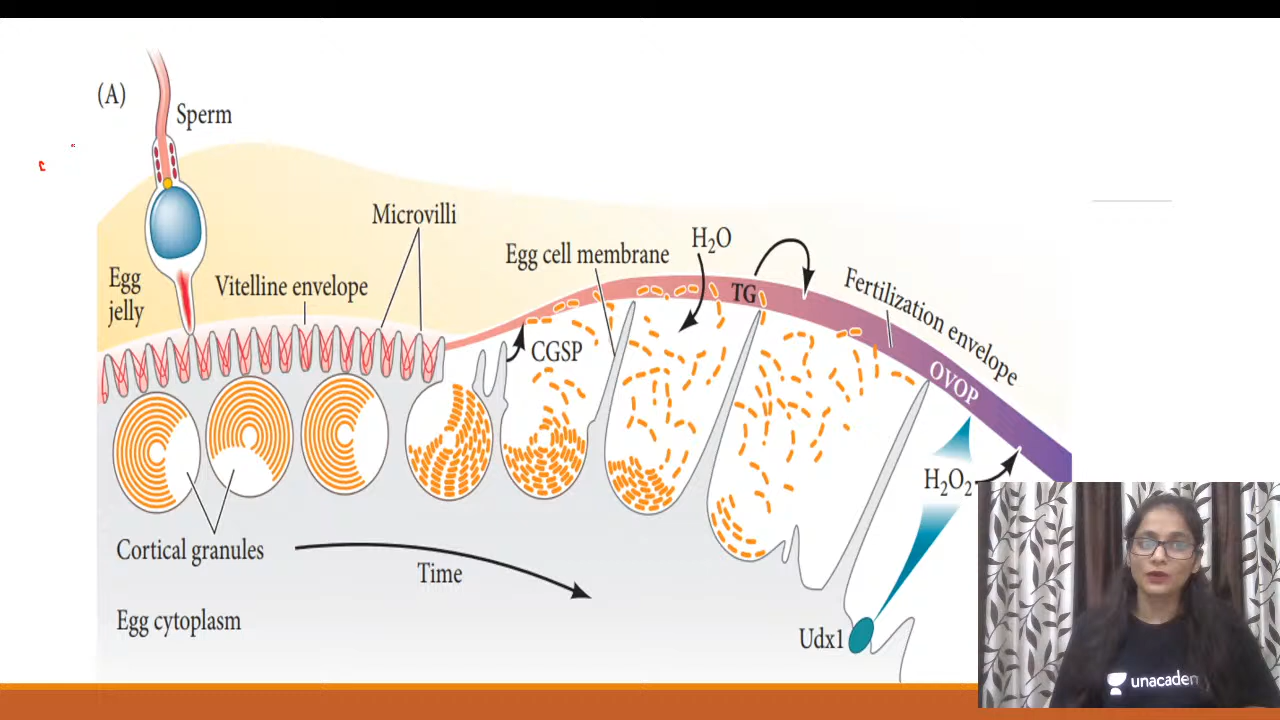 (A)
Sperm
Microvilli
Egg
jelly
Vitelline envelope
Egg cell membrane
H₂O
TG
Fertilization envelope
CGSP
OVOP
H₂O₂
Cortical granules
Time
Egg cytoplasm
Udx1
unacademy